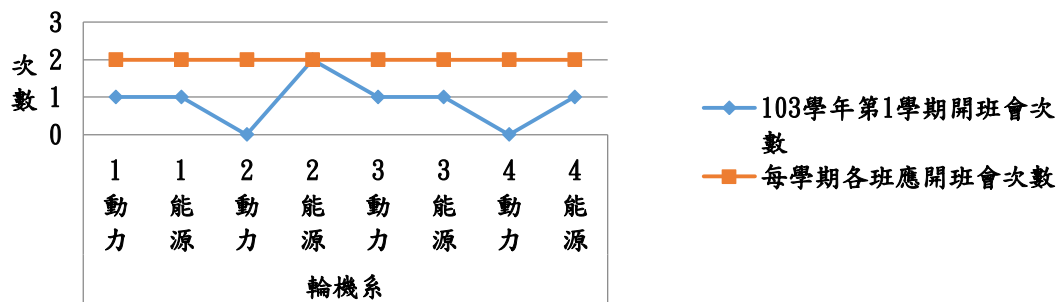 3
2
1
0
次數
1動力
1能源
2動力
2能源
3動力
3能源
4動力
4能源
輪機系
103學年第1學期開班會次
數
每學期各班應開班會次數